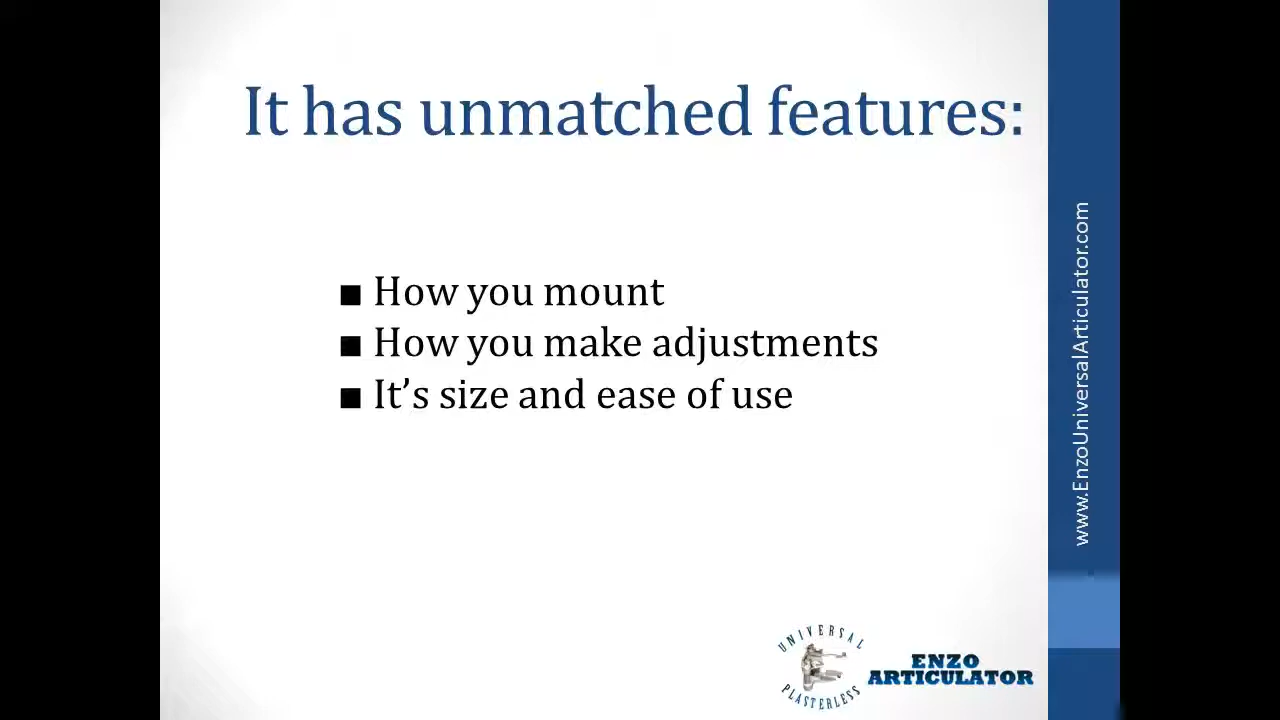 It has unmatched features:
■ How you mount
■ How you make adjustments
■ It’s size and ease of use
www.EnzoUniversalArticulator.com
UNIVERSAL
PLASTERLESS
ENZO
ARTICULATOR